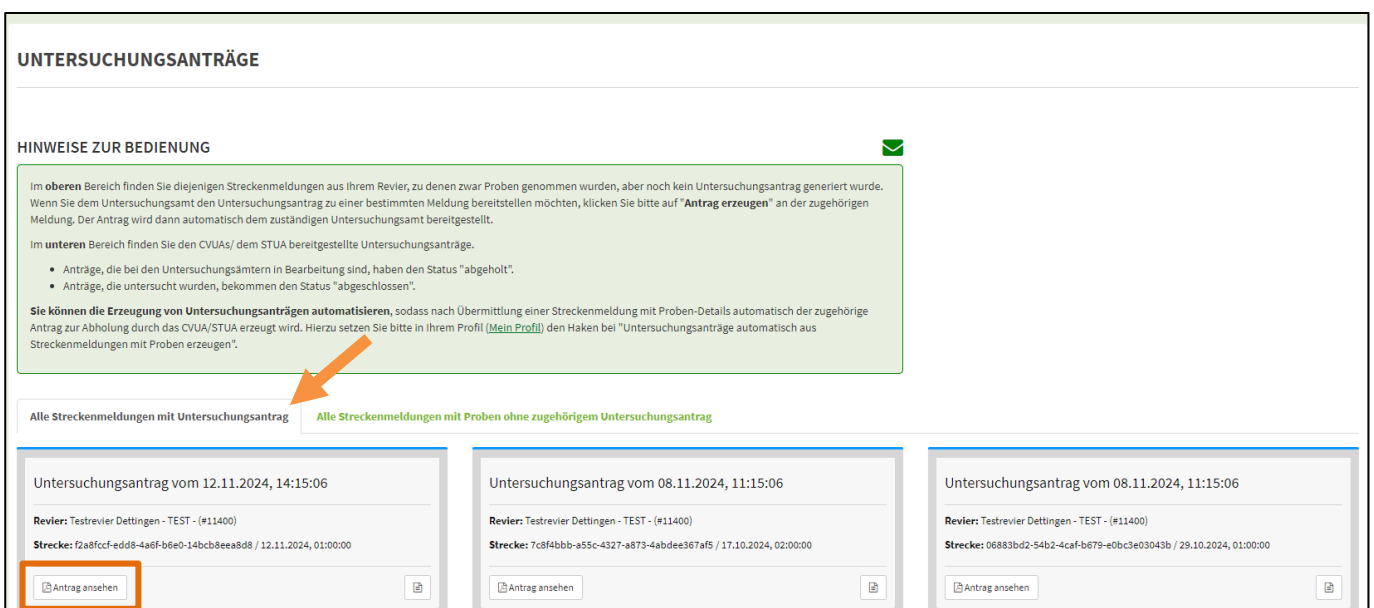 UNTERSUCHUNGSANTRÄGE
HINWEISE ZUR BEDIENUNG
Im oberen Bereich finden Sie diejenigen Streckenmeldungen aus Ihrem Revier, zu denen zwar Proben genommen wurden, aber noch kein Untersuchungsantrag generiert wurde.
Wenn Sie dem Untersuchungsamt den Untersuchungsantrag zu einer bestimmten Meldung bereitstellen möchten, klicken Sie bitte auf "Antrag erzeugen" an der zugehörigen
Meldung. Der Antrag wird dann automatisch dem zuständigen Untersuchungsamt bereitgestellt.
Im unteren Bereich finden Sie den CVUAs/ dem STUA bereitgestellte Untersuchungsanträge.
• Anträge, die bei den Untersuchungsämtern in Bearbeitung sind, haben den Status "abgeholt".
• Anträge, die untersucht wurden, bekommen den Status "abgeschlossen".
Sie können die Erzeugung von Untersuchungsanträgen automatisieren, sodass nach Übermittlung einer Streckenmeldung mit Proben-Details automatisch der zugehörige
Antrag zur Abholung durch das CVUA/STUA erzeugt wird. Hierzu setzen Sie bitte in Ihrem Profil (Mein Profil) den Haken bei "Untersuchungsanträge automatisch aus
Streckenmeldungen mit Proben erzeugen".
Alle Streckenmeldungen mit Untersuchungsantrag Alle Streckenmeldungen mit Proben ohne zugehörigem Untersuchungsantrag
Untersuchungsantrag vom 12.11.2024, 14:15:06
Revier: Testrevier Dettingen - TEST - (#11400)
Strecke: f2a8fccf-edd8-4a6f-b6e0-14bcb8eea8d8 / 12.11.2024, 01:00:00
Antrag ansehen
Untersuchungsantrag vom 08.11.2024, 11:15:06
Revier: Testrevier Dettingen - TEST - (#11400)
Strecke: 7c8f4bbb-a55c-4327-a873-4abdee367af5 / 17.10.2024, 02:00:00
Antrag ansehen
Untersuchungsantrag vom 08.11.2024, 11:15:06
Revier: Testrevier Dettingen - TEST - (#11400)
Strecke: 06883bd2-54b2-4caf-b679-e0bc3e03043b / 29.10.2024, 01:00:00
Antrag ansehen